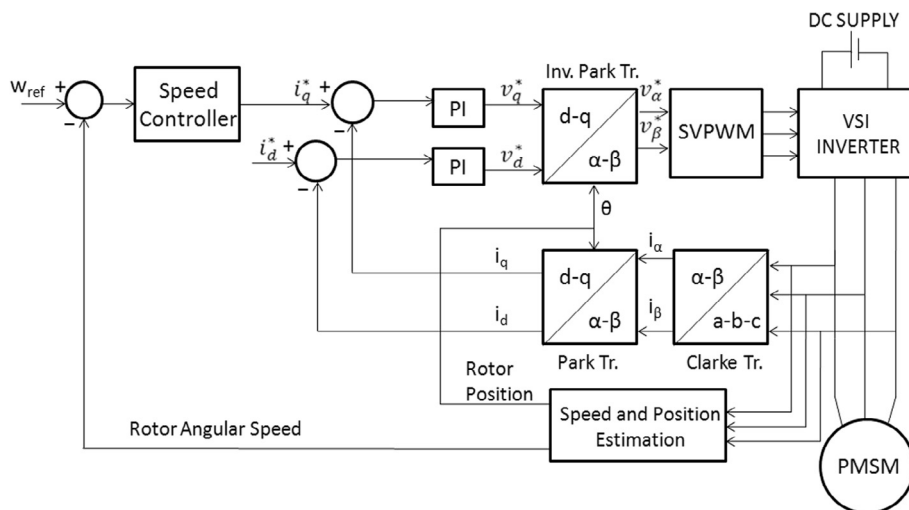 DC SUPPLY
w_ref
+
−
Speed
Controller
i_q^*
+
−
PI
v_q^*
Inv. Park Tr.
d-q
α-β
v_α^*
v_β^*
SVPWM
VSI
INVERTER
i_d^*
+
−
PI
v_d^*
θ
i_q
i_d
d-q
α-β
Park Tr.
i_α
i_β
α-β
a-b-c
Clarke Tr.
Rotor
Position
Rotor Angular Speed
Speed and Position
Estimation
PMSM